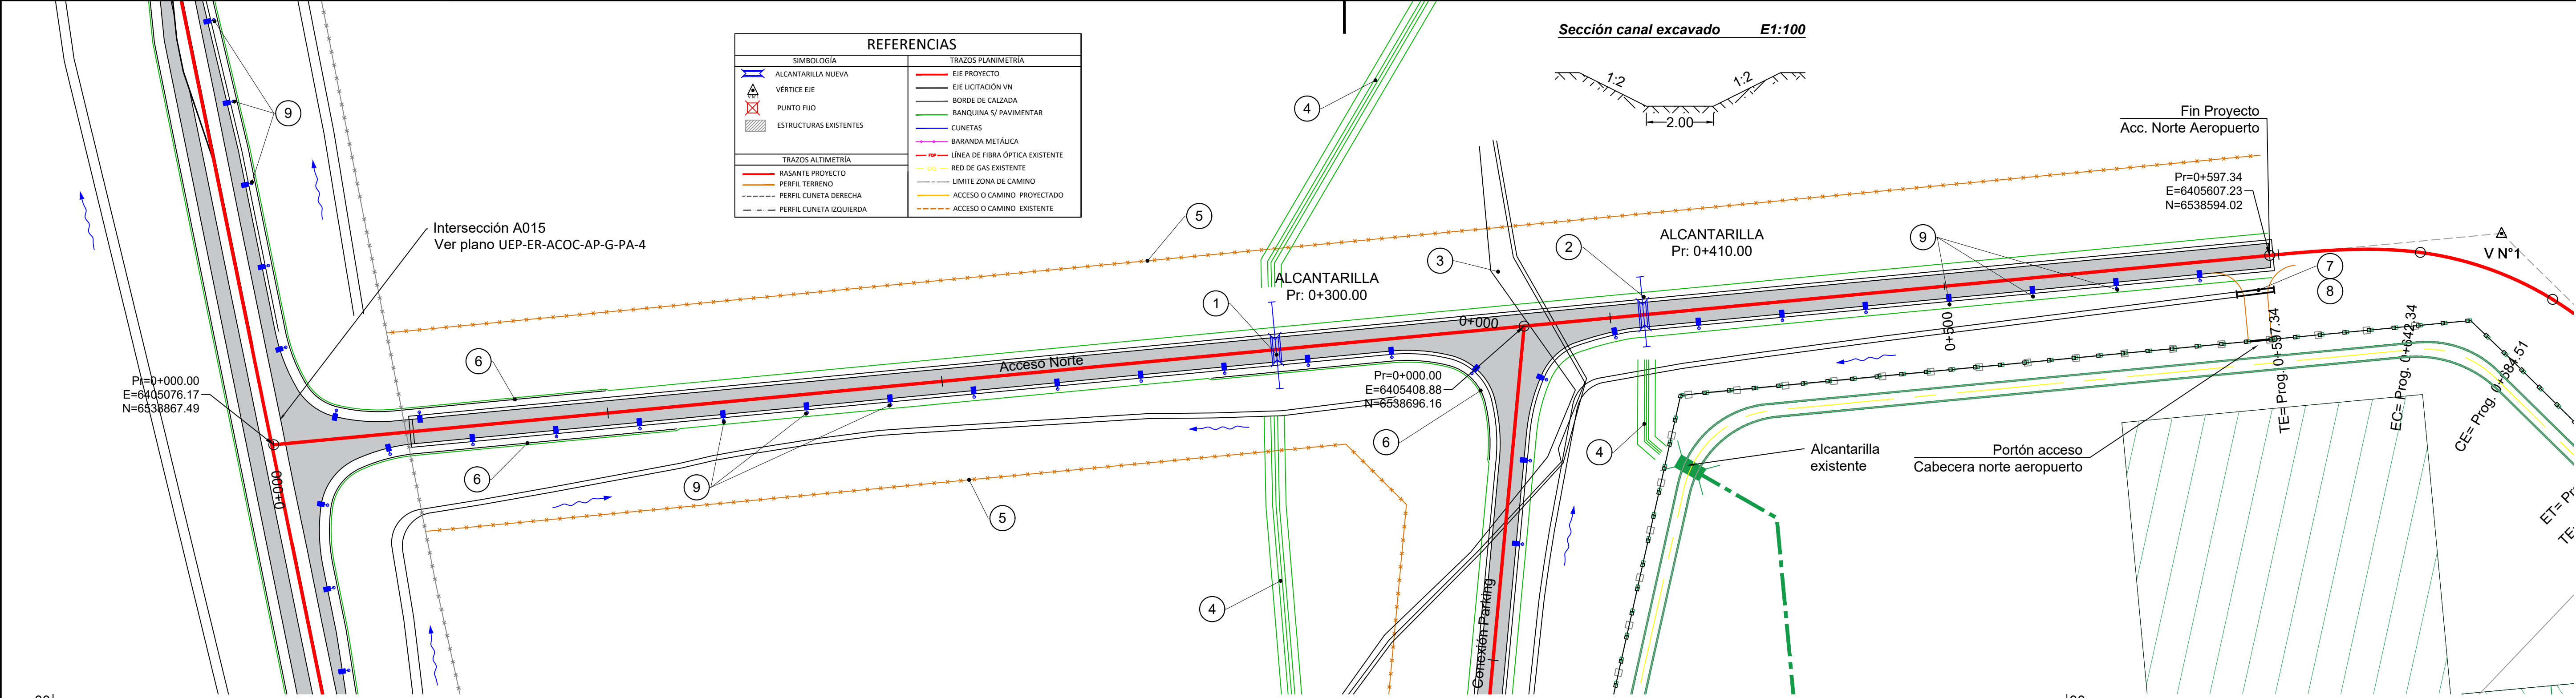 Sección canal excavado E1:100
1:2
1:2
2.00
REFERENCIAS
SIMBOLOGÍA
ALCANTARILLA NUEVA
V N°1
VÉRTICE EJE
PUNTO FIJO
ESTRUCTURAS EXISTENTES
TRAZOS ALTIMETRÍA
RASANTE PROYECTO
PERFIL TERRENO
PERFIL CUNETA DERECHA
PERFIL CUNETA IZQUIERDA
TRAZOS PLANIMETRÍA
EJE PROYECTO
EJE LICITACIÓN VN
BORDE DE CALZADA
BANQUINA S/ PAVIMENTAR
CUNETAS
BARANDA METÁLICA
LÍNEA DE FIBRA ÓPTICA EXISTENTE
RED DE GAS EXISTENTE
LIMITE ZONA DE CAMINO
ACCESO O CAMINO PROYECTADO
ACCESO O CAMINO EXISTENTE
9
4
Fin Proyecto
Acc. Norte Aeropuerto
Pr=0+597.34
E=6405607.23
N=6538594.02
Intersección A015
Ver plano UEP-ER-ACOC-AP-G-PA-4
5
3
2
ALCANTARILLA
Pr: 0+410.00
9
V N°1
7
8
1
ALCANTARILLA
Pr: 0+300.00
0+000
0+500
Acceso Norte
6
Pr=0+000.00
E=6405076.17
N=6538867.49
0+000
Pr=0+000.00
E=6405408.88
N=6538696.16
6
TE= Prog. 0+597.34
EC= Prog. 0+642.34
CE= Prog. 0+684.51
6
9
5
4
Alcantarilla
existente
Portón acceso
Cabecera norte aeropuerto
4
Conexión Parking